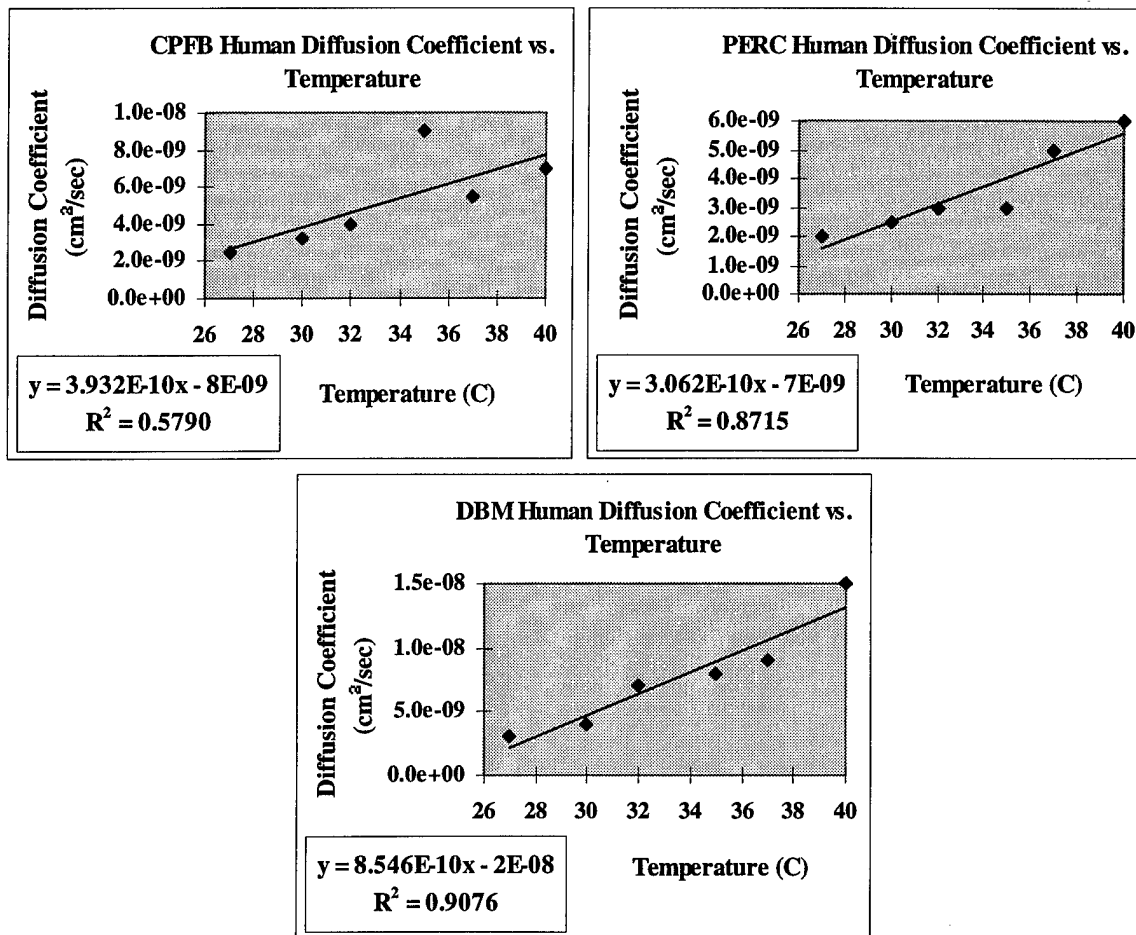 CPFB Human Diffusion Coefficient vs.
Temperature
Diffusion Coefficient
(cm²/sec)
1.0e-08
8.0e-09
6.0e-09
4.0e-09
2.0e-09
0.0e+00
26 28 30 32 34 36 38 40
Temperature (C)
y = 3.932E-10x - 8E-09
R² = 0.5790
PERC Human Diffusion Coefficient vs.
Temperature
Diffusion Coefficient
(cm²/sec)
6.0e-09
5.0e-09
4.0e-09
3.0e-09
2.0e-09
1.0e-09
0.0e+00
26 28 30 32 34 36 38 40
Temperature (C)
y = 3.062E-10x - 7E-09
R² = 0.8715
DBM Human Diffusion Coefficient vs.
Temperature
Diffusion Coefficient
(cm²/sec)
1.5e-08
1.0e-08
5.0e-09
0.0e+00
26 28 30 32 34 36 38 40
Temperature (C)
y = 8.546E-10x - 2E-08
R² = 0.9076